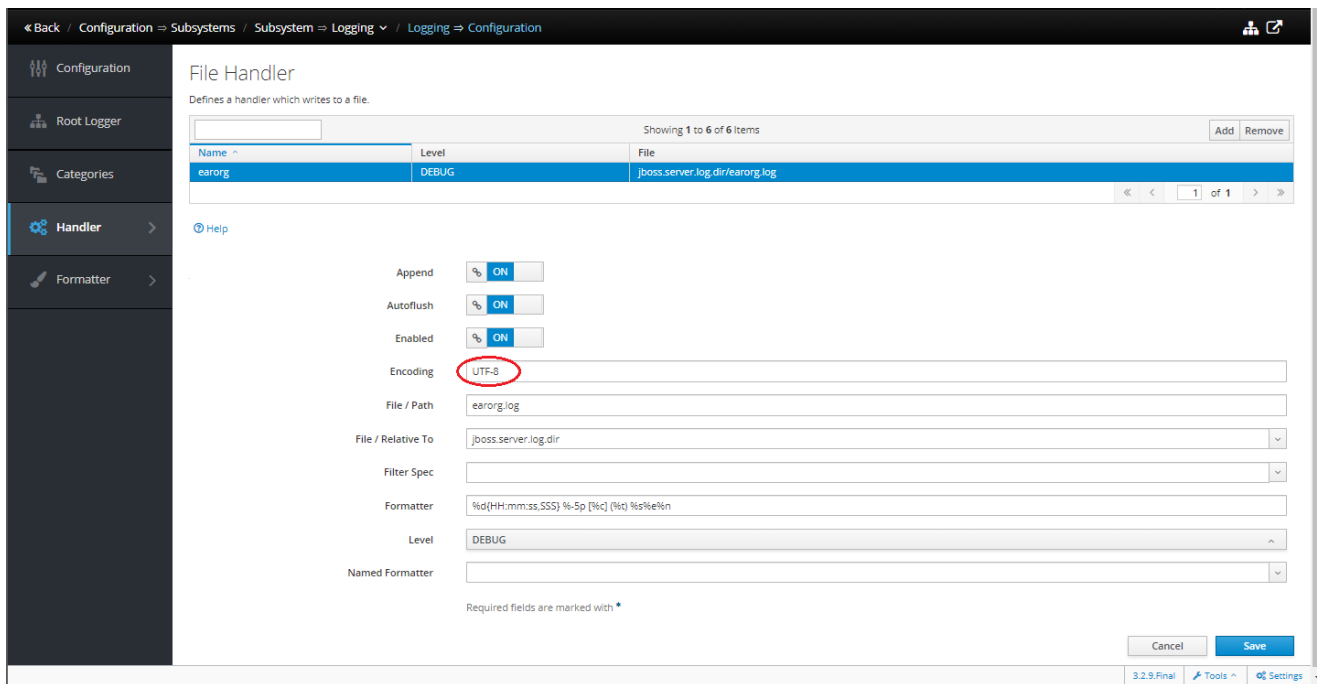 « Back / Configuration ⇒ Subsystems / Subsystem ⇒ Logging / Logging ⇒ Configuration
Configuration
Root Logger
Categories
Handler
Formatter
File Handler
Defines a handler which writes to a file.
Showing 1 to 6 of 6 Items
Add Remove
Name Level File
earorg DEBUG jboss.server.log.dir/earorg.log
« < 1 of 1 > »
Help
Append ON
Autoflush ON
Enabled ON
Encoding UTF-8
File / Path earorg.log
File / Relative To jboss.server.log.dir
Filter Spec
Formatter %d{HH:mm:ss,SSS} %-5p [%c] (%t) %s%e%n
Level DEBUG
Named Formatter
Required fields are marked with *
Cancel Save
3.2.9.Final Tools Settings